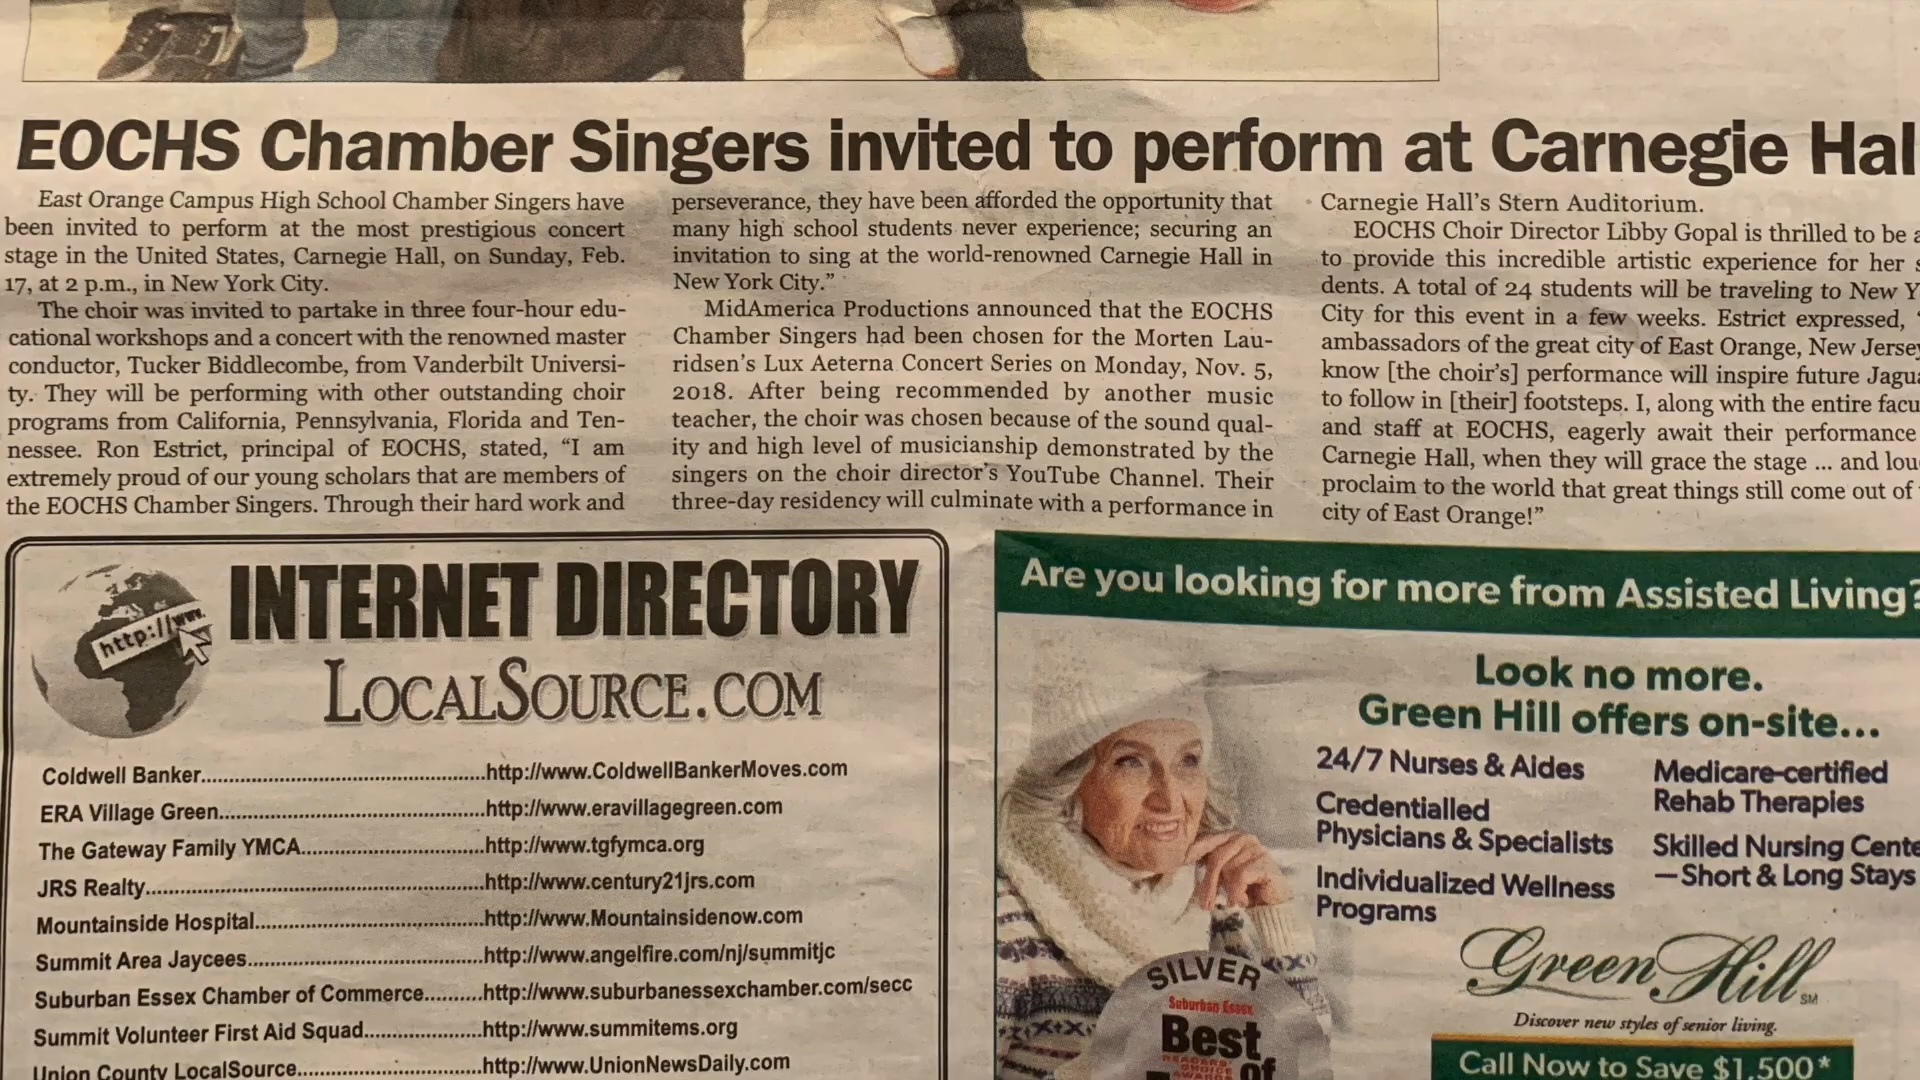 EOCHS Chamber Singers invited to perform at Carnegie Hal
East Orange Campus High School Chamber Singers have
been invited to perform at the most prestigious concert
stage in the United States, Carnegie Hall, on Sunday, Feb.
17, at 2 p.m., in New York City.
The choir was invited to partake in three four-hour edu-
cational workshops and a concert with the renowned master
conductor, Tucker Biddlecombe, from Vanderbilt Universi-
ty. They will be performing with other outstanding choir
programs from California, Pennsylvania, Florida and Ten-
nessee. Ron Estrict, principal of EOCHS, stated, “I am
extremely proud of our young scholars that are members of
the EOCHS Chamber Singers. Through their hard work and
perseverance, they have been afforded the opportunity that
many high school students never experience; securing an
invitation to sing at the world-renowned Carnegie Hall in
New York City.”
MidAmerica Productions announced that the EOCHS
Chamber Singers had been chosen for the Morten Lau-
ridsen’s Lux Aeterna Concert Series on Monday, Nov. 5,
2018. After being recommended by another music
teacher, the choir was chosen because of the sound qual-
ity and high level of musicianship demonstrated by the
singers on the choir director’s YouTube Channel. Their
three-day residency will culminate with a performance in
Carnegie Hall’s Stern Auditorium.
EOCHS Choir Director Libby Gopal is thrilled to be
to provide this incredible artistic experience for her
dents. A total of 24 students will be traveling to New Y
City for this event in a few weeks. Estrict expressed,
ambassadors of the great city of East Orange, New Jersey
know [the choir’s] performance will inspire future Jagua
to follow in [their] footsteps. I, along with the entire facu
and staff at EOCHS, eagerly await their performance
Carnegie Hall, when they will grace the stage ... and lou
proclaim to the world that great things still come out of
city of East Orange!”
http://www.
INTERNET DIRECTORY
LOCALSOURCE.COM
Coldwell Banker..........http://www.ColdwellBankerMoves.com
ERA Village Green..........http://www.eravillagegreen.com
The Gateway Family YMCA..........http://www.tgfymca.org
JRS Realty..........http://www.century21jrs.com
Mountainside Hospital..........http://www.Mountainsidenow.com
Summit Area Jaycees..........http://www.angelfire.com/nj/summitjc
Suburban Essex Chamber of Commerce..........http://www.suburbanessexchamber.com/secc
Summit Volunteer First Aid Squad..........http://www.summitems.org
Union County LocalSource..........http://www.UnionNewsDaily.com
Are you looking for more from Assisted Living?
Look no more.
Green Hill offers on-site...
24/7 Nurses & Aides
Credentialled
Physicians & Specialists
Individualized Wellness
Programs
Medicare-certified
Rehab Therapies
Skilled Nursing Cente
—Short & Long Stays
SILVER
Suburban Essex
Best
of
READERS'
CHOICE
AWARDS
Green Hill SM
Discover new styles of senior living.
Call Now to Save $1,500*